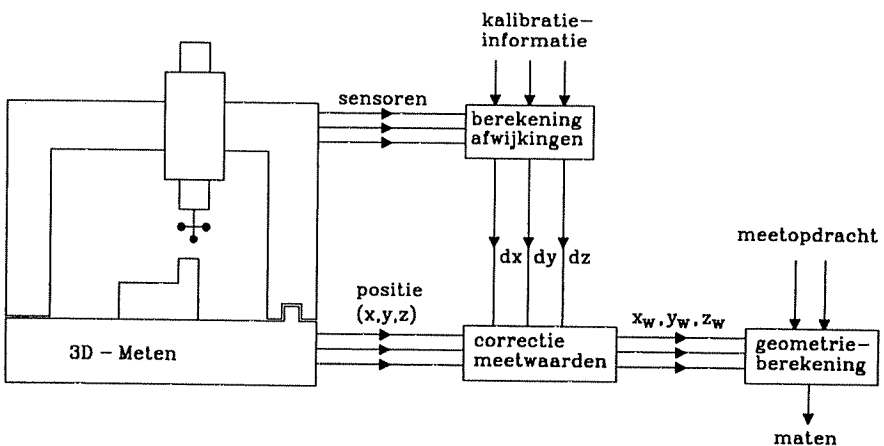 kalibratie-
informatie
sensoren
berekening
afwijkingen
meetopdracht
dx dy dz
positie
(x,y,z)
3D - Meten
correctie
meetwaarden
xw, yw, zw
geometrie-
berekening
maten